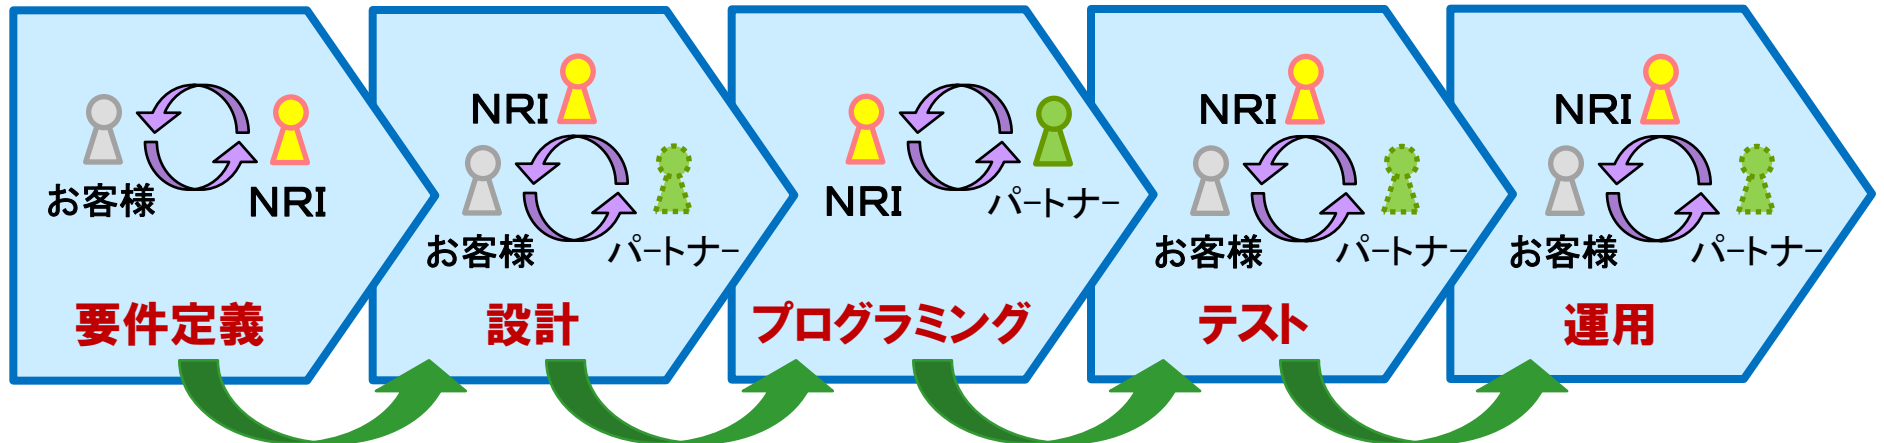 お客様
NRI
要件定義
NRI
お客様
パートナー
設計
NRI
パートナー
プログラミング
NRI
お客様
パートナー
テスト
NRI
お客様
パートナー
運用